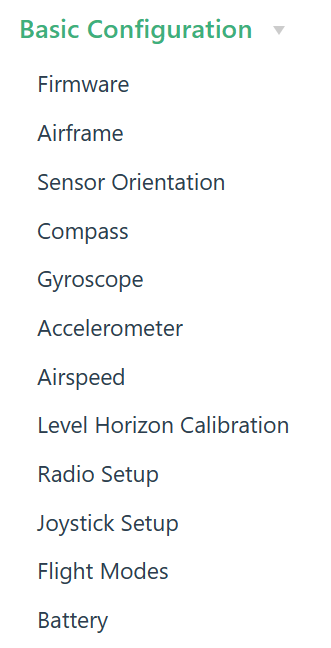 Basic Configuration
Firmware
Airframe
Sensor Orientation
Compass
Gyroscope
Accelerometer
Airspeed
Level Horizon Calibration
Radio Setup
Joystick Setup
Flight Modes
Battery